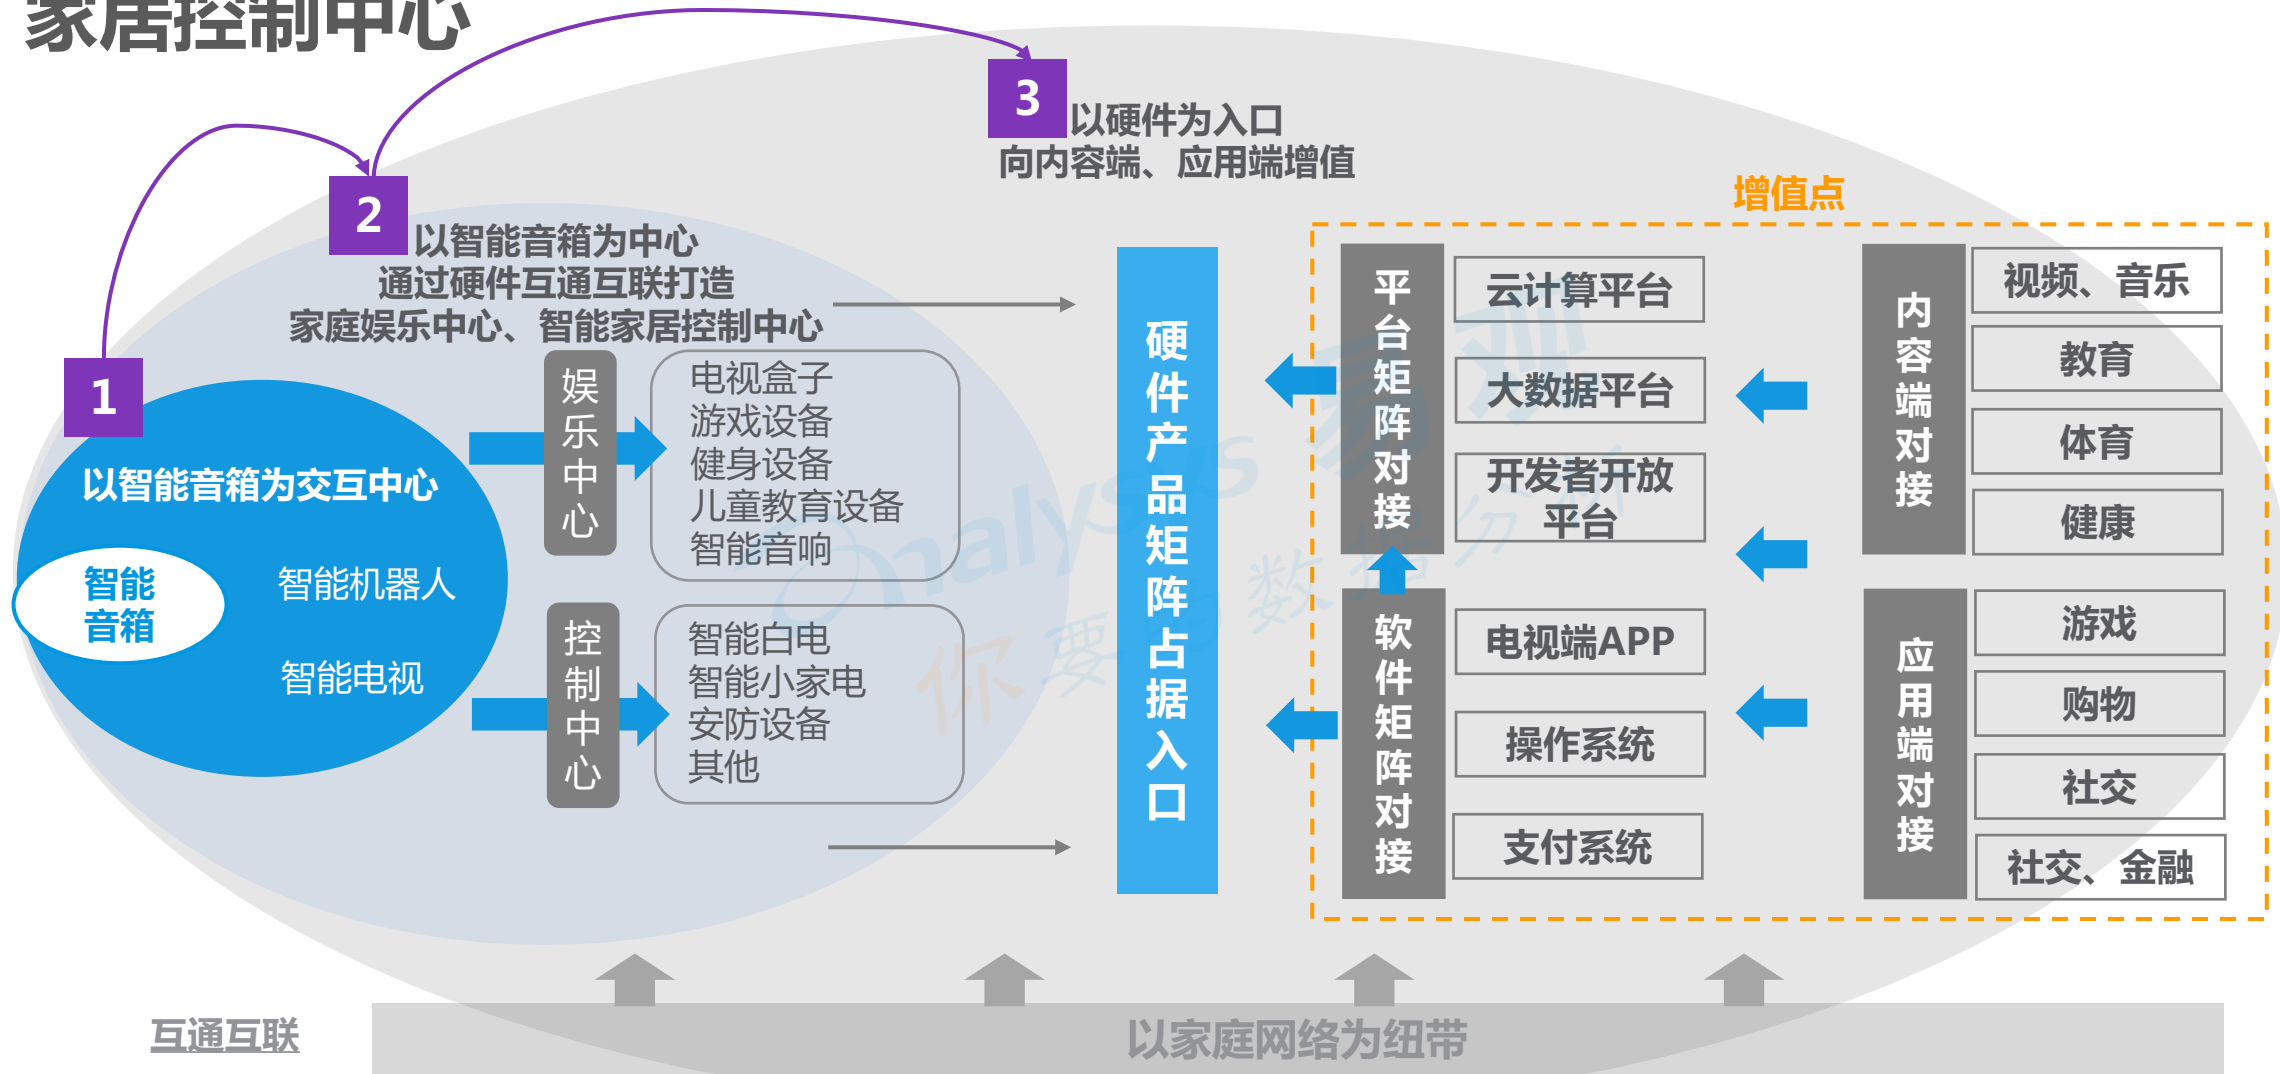 家居控制中心
3
以硬件为入口
向内容端、应用端增值
2
以智能音箱为中心
通过硬件互通互联打造
家庭娱乐中心、智能家居控制中心
1
以智能音箱为交互中心
智能
音箱
智能机器人
智能电视
娱乐中心
电视盒子
游戏设备
健身设备
儿童教育设备
智能音响
控制中心
智能白电
智能小家电
安防设备
其他
硬件产品矩阵占据入口
增值点
平台矩阵对接
云计算平台
大数据平台
开发者开放
平台
软件矩阵对接
电视端APP
操作系统
支付系统
内容端对接
视频、音乐
教育
体育
健康
应用端对接
游戏
购物
社交
社交、金融
analysys 易观
你要的数据分析
互通互联
以家庭网络为纽带